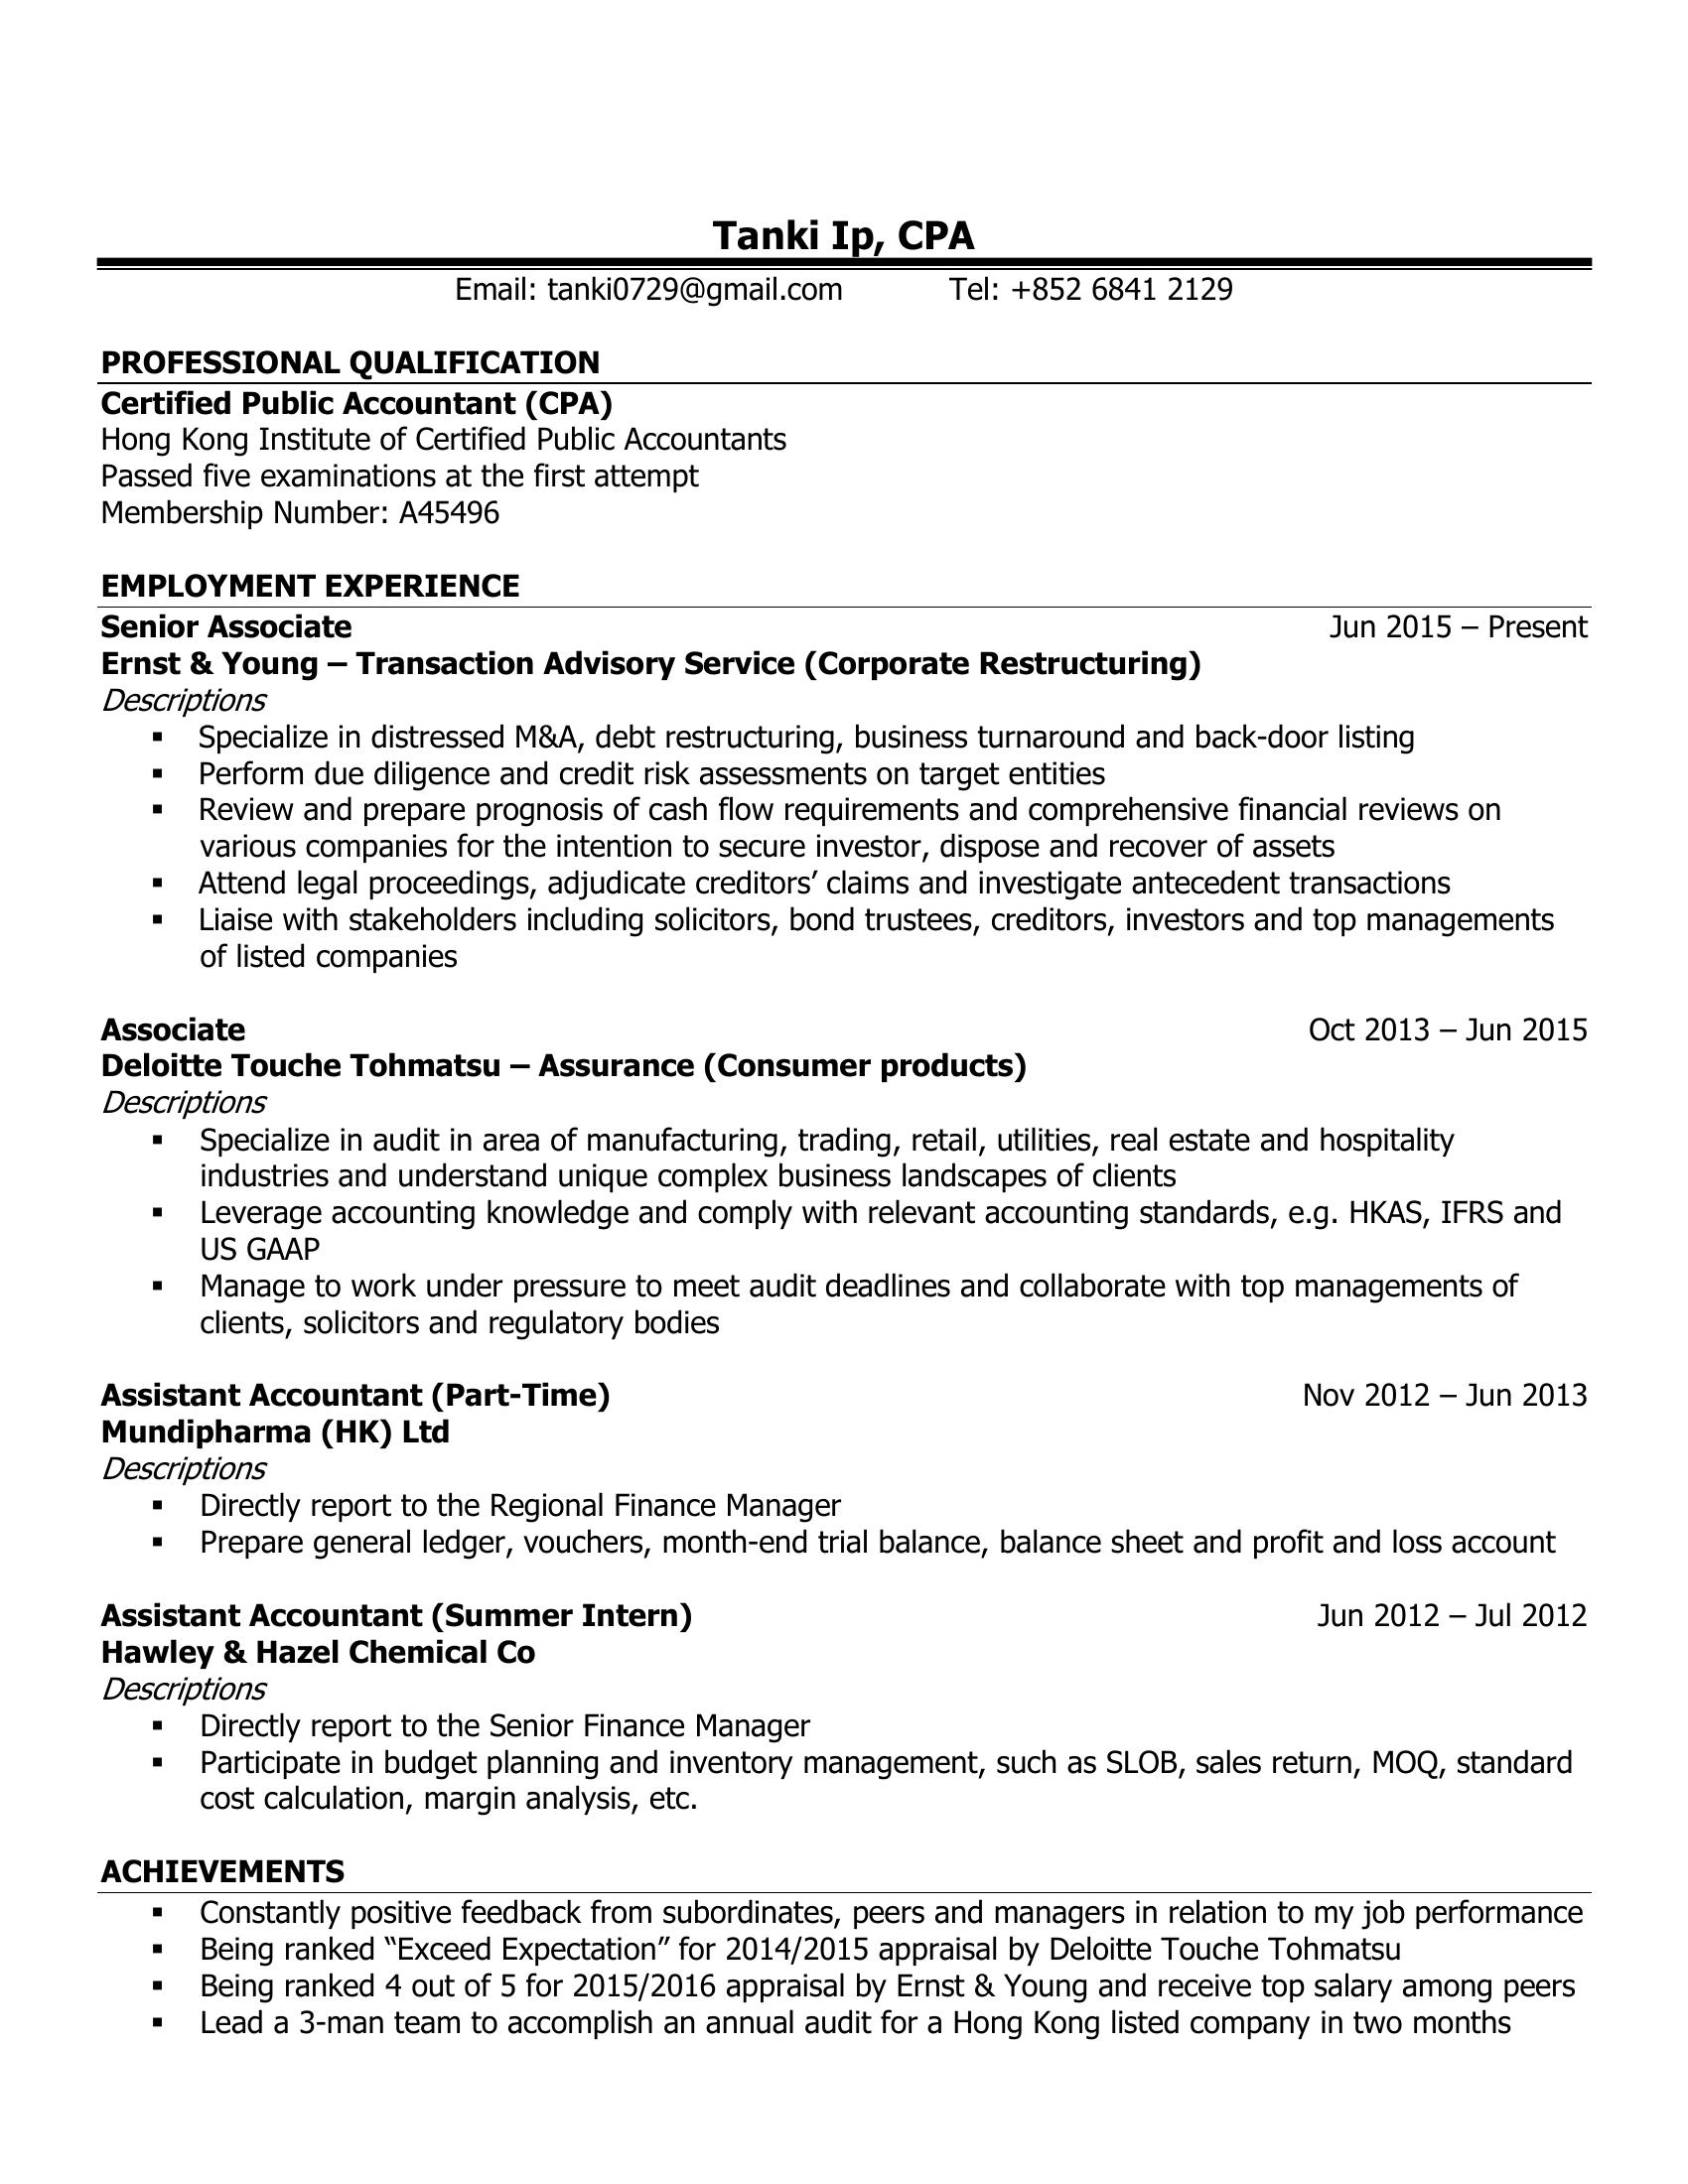 Tanki Ip, CPA
Email: tanki0729@gmail.com Tel: +852 6841 2129
PROFESSIONAL QUALIFICATION
Certified Public Accountant (CPA)
Hong Kong Institute of Certified Public Accountants
Passed five examinations at the first attempt
Membership Number: A45496
EMPLOYMENT EXPERIENCE
Senior Associate Jun 2015 – Present
Ernst & Young – Transaction Advisory Service (Corporate Restructuring)
Descriptions
▪ Specialize in distressed M&A, debt restructuring, business turnaround and back-door listing
▪ Perform due diligence and credit risk assessments on target entities
▪ Review and prepare prognosis of cash flow requirements and comprehensive financial reviews on
various companies for the intention to secure investor, dispose and recover of assets
▪ Attend legal proceedings, adjudicate creditors’ claims and investigate antecedent transactions
▪ Liaise with stakeholders including solicitors, bond trustees, creditors, investors and top managements
of listed companies
Associate Oct 2013 – Jun 2015
Deloitte Touche Tohmatsu – Assurance (Consumer products)
Descriptions
▪ Specialize in audit in area of manufacturing, trading, retail, utilities, real estate and hospitality
industries and understand unique complex business landscapes of clients
▪ Leverage accounting knowledge and comply with relevant accounting standards, e.g. HKAS, IFRS and
US GAAP
▪ Manage to work under pressure to meet audit deadlines and collaborate with top managements of
clients, solicitors and regulatory bodies
Assistant Accountant (Part-Time) Nov 2012 – Jun 2013
Mundipharma (HK) Ltd
Descriptions
▪ Directly report to the Regional Finance Manager
▪ Prepare general ledger, vouchers, month-end trial balance, balance sheet and profit and loss account
Assistant Accountant (Summer Intern) Jun 2012 – Jul 2012
Hawley & Hazel Chemical Co
Descriptions
▪ Directly report to the Senior Finance Manager
▪ Participate in budget planning and inventory management, such as SLOB, sales return, MOQ, standard
cost calculation, margin analysis, etc.
ACHIEVEMENTS
▪ Constantly positive feedback from subordinates, peers and managers in relation to my job performance
▪ Being ranked “Exceed Expectation” for 2014/2015 appraisal by Deloitte Touche Tohmatsu
▪ Being ranked 4 out of 5 for 2015/2016 appraisal by Ernst & Young and receive top salary among peers
▪ Lead a 3-man team to accomplish an annual audit for a Hong Kong listed company in two months